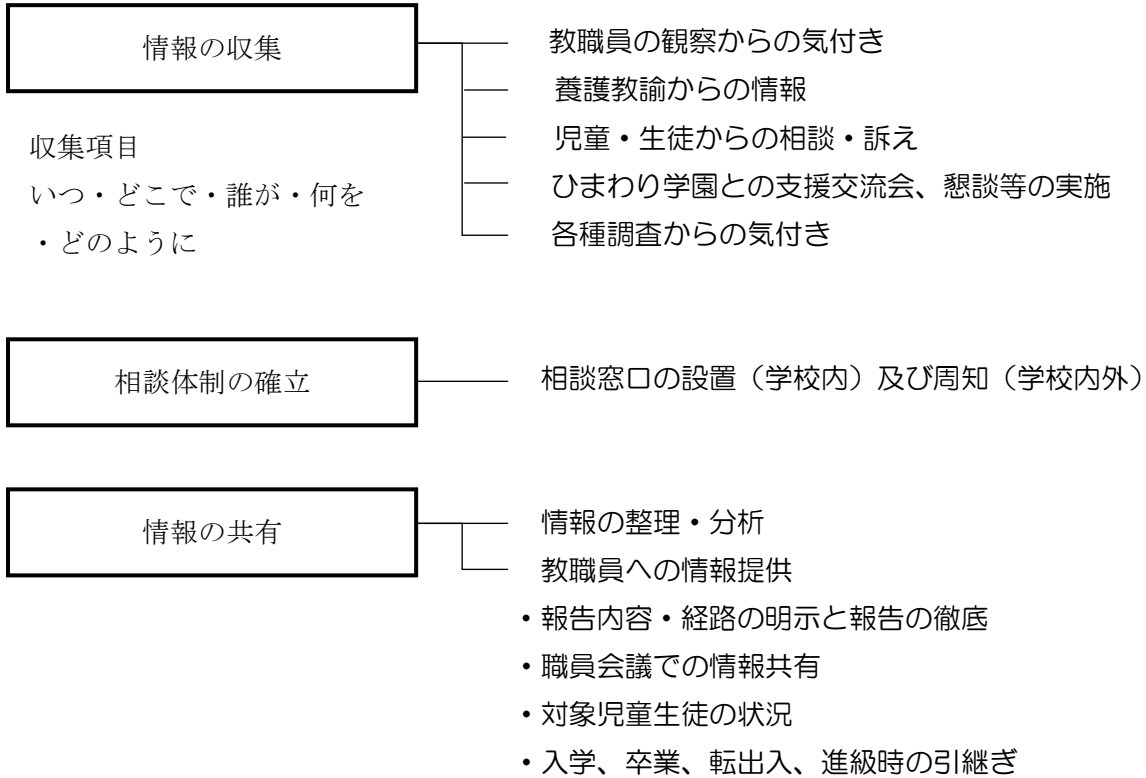 情報の収集
教職員の観察からの気付き
養護教諭からの情報
児童・生徒からの相談・訴え
ひまわり学園との支援交流会、懇談等の実施
各種調査からの気付き
収集項目
いつ・どこで・誰が・何を
・どのように
相談体制の確立
相談窓口の設置（学校内）及び周知（学校内外）
情報の共有
情報の整理・分析
教職員への情報提供
・報告内容・経路の明示と報告の徹底
・職員会議での情報共有
・対象児童生徒の状況
・入学、卒業、転出入、進級時の引継ぎ